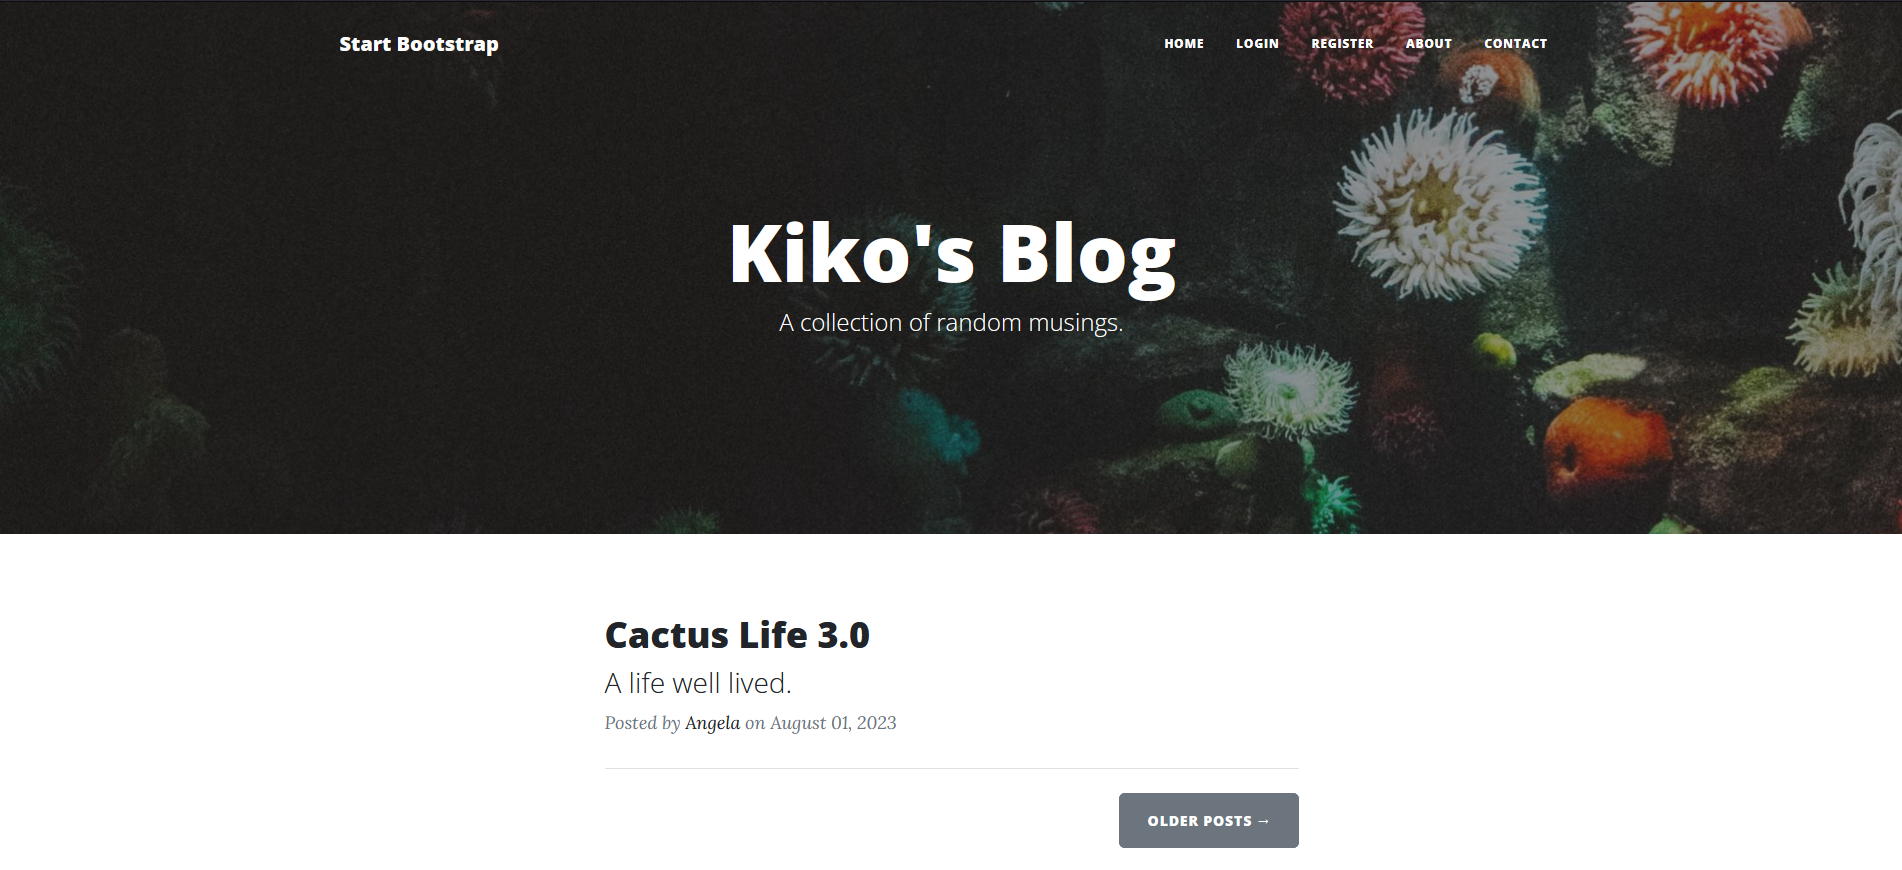 Start Bootstrap
HOME LOGIN REGISTER ABOUT CONTACT
Kiko's Blog
A collection of random musings.
Cactus Life 3.0
A life well lived.
Posted by Angela on August 01, 2023
OLDER POSTS →